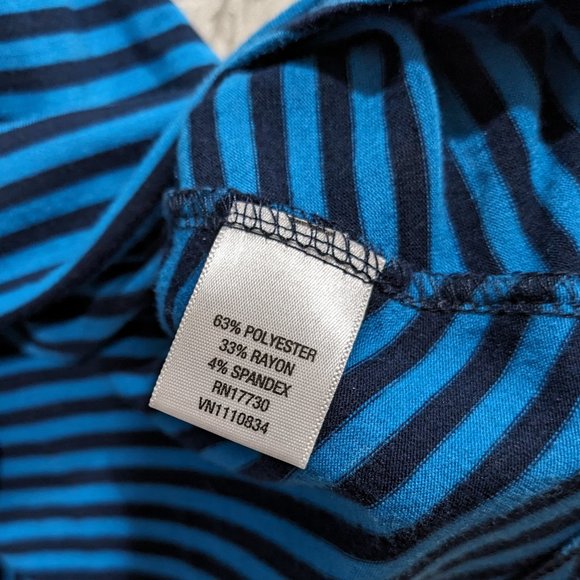 63% POLYESTER
33% RAYON
4% SPANDEX
RN17730
VN1110834